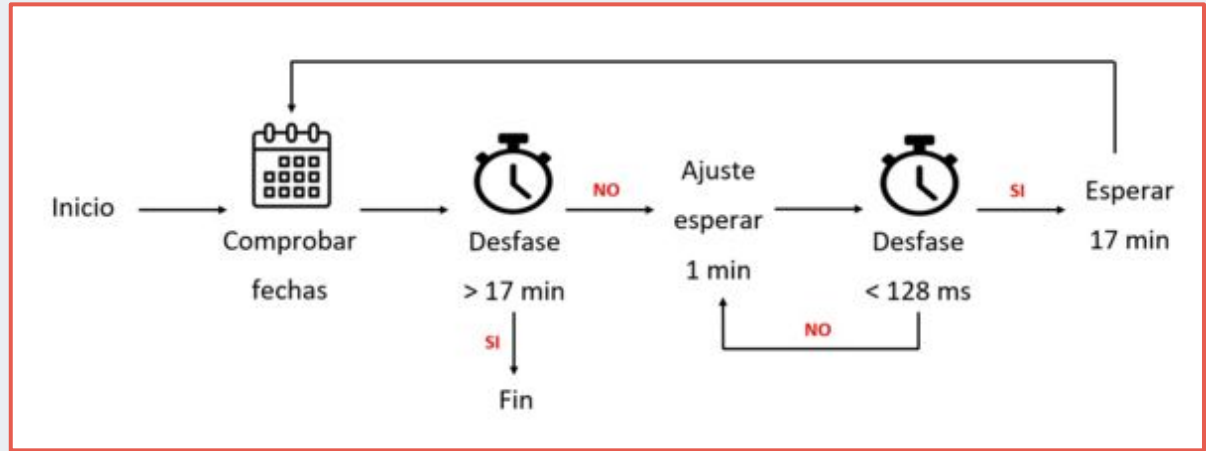 Inicio
Comprobar
fechas
Desfase
> 17 min
SI
Fin
NO
Ajuste
esperar
1 min
Desfase
< 128 ms
NO
SI
Esperar
17 min